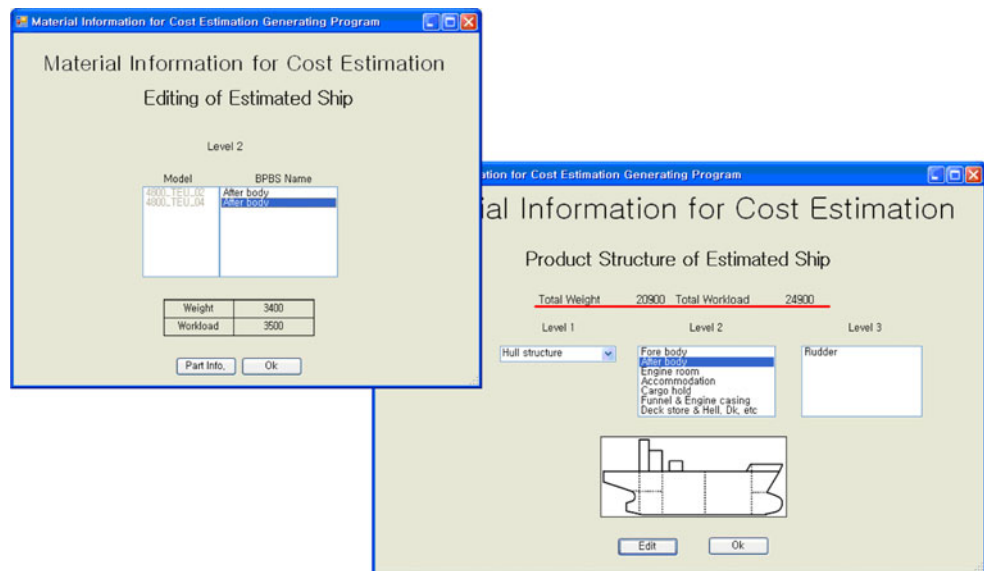 Material Information for Cost Estimation Generating Program
Material Information for Cost Estimation
Editing of Estimated Ship
Level 2
Model BPBS Name
4800_TEU_02 After body
4800_TEU_04 After body
Weight 3400
Workload 3500
Part Info, Ok
ation for Cost Estimation Generating Program
ial Information for Cost Estimation
Product Structure of Estimated Ship
Total Weight 20900 Total Workload 24900
Level 1 Level 2 Level 3
Hull structure
Fore body
After body
Engine room
Accommodation
Cargo hold
Funnel & Engine casing
Deck store & Hell, Dk, etc
Rudder
Edit Ok